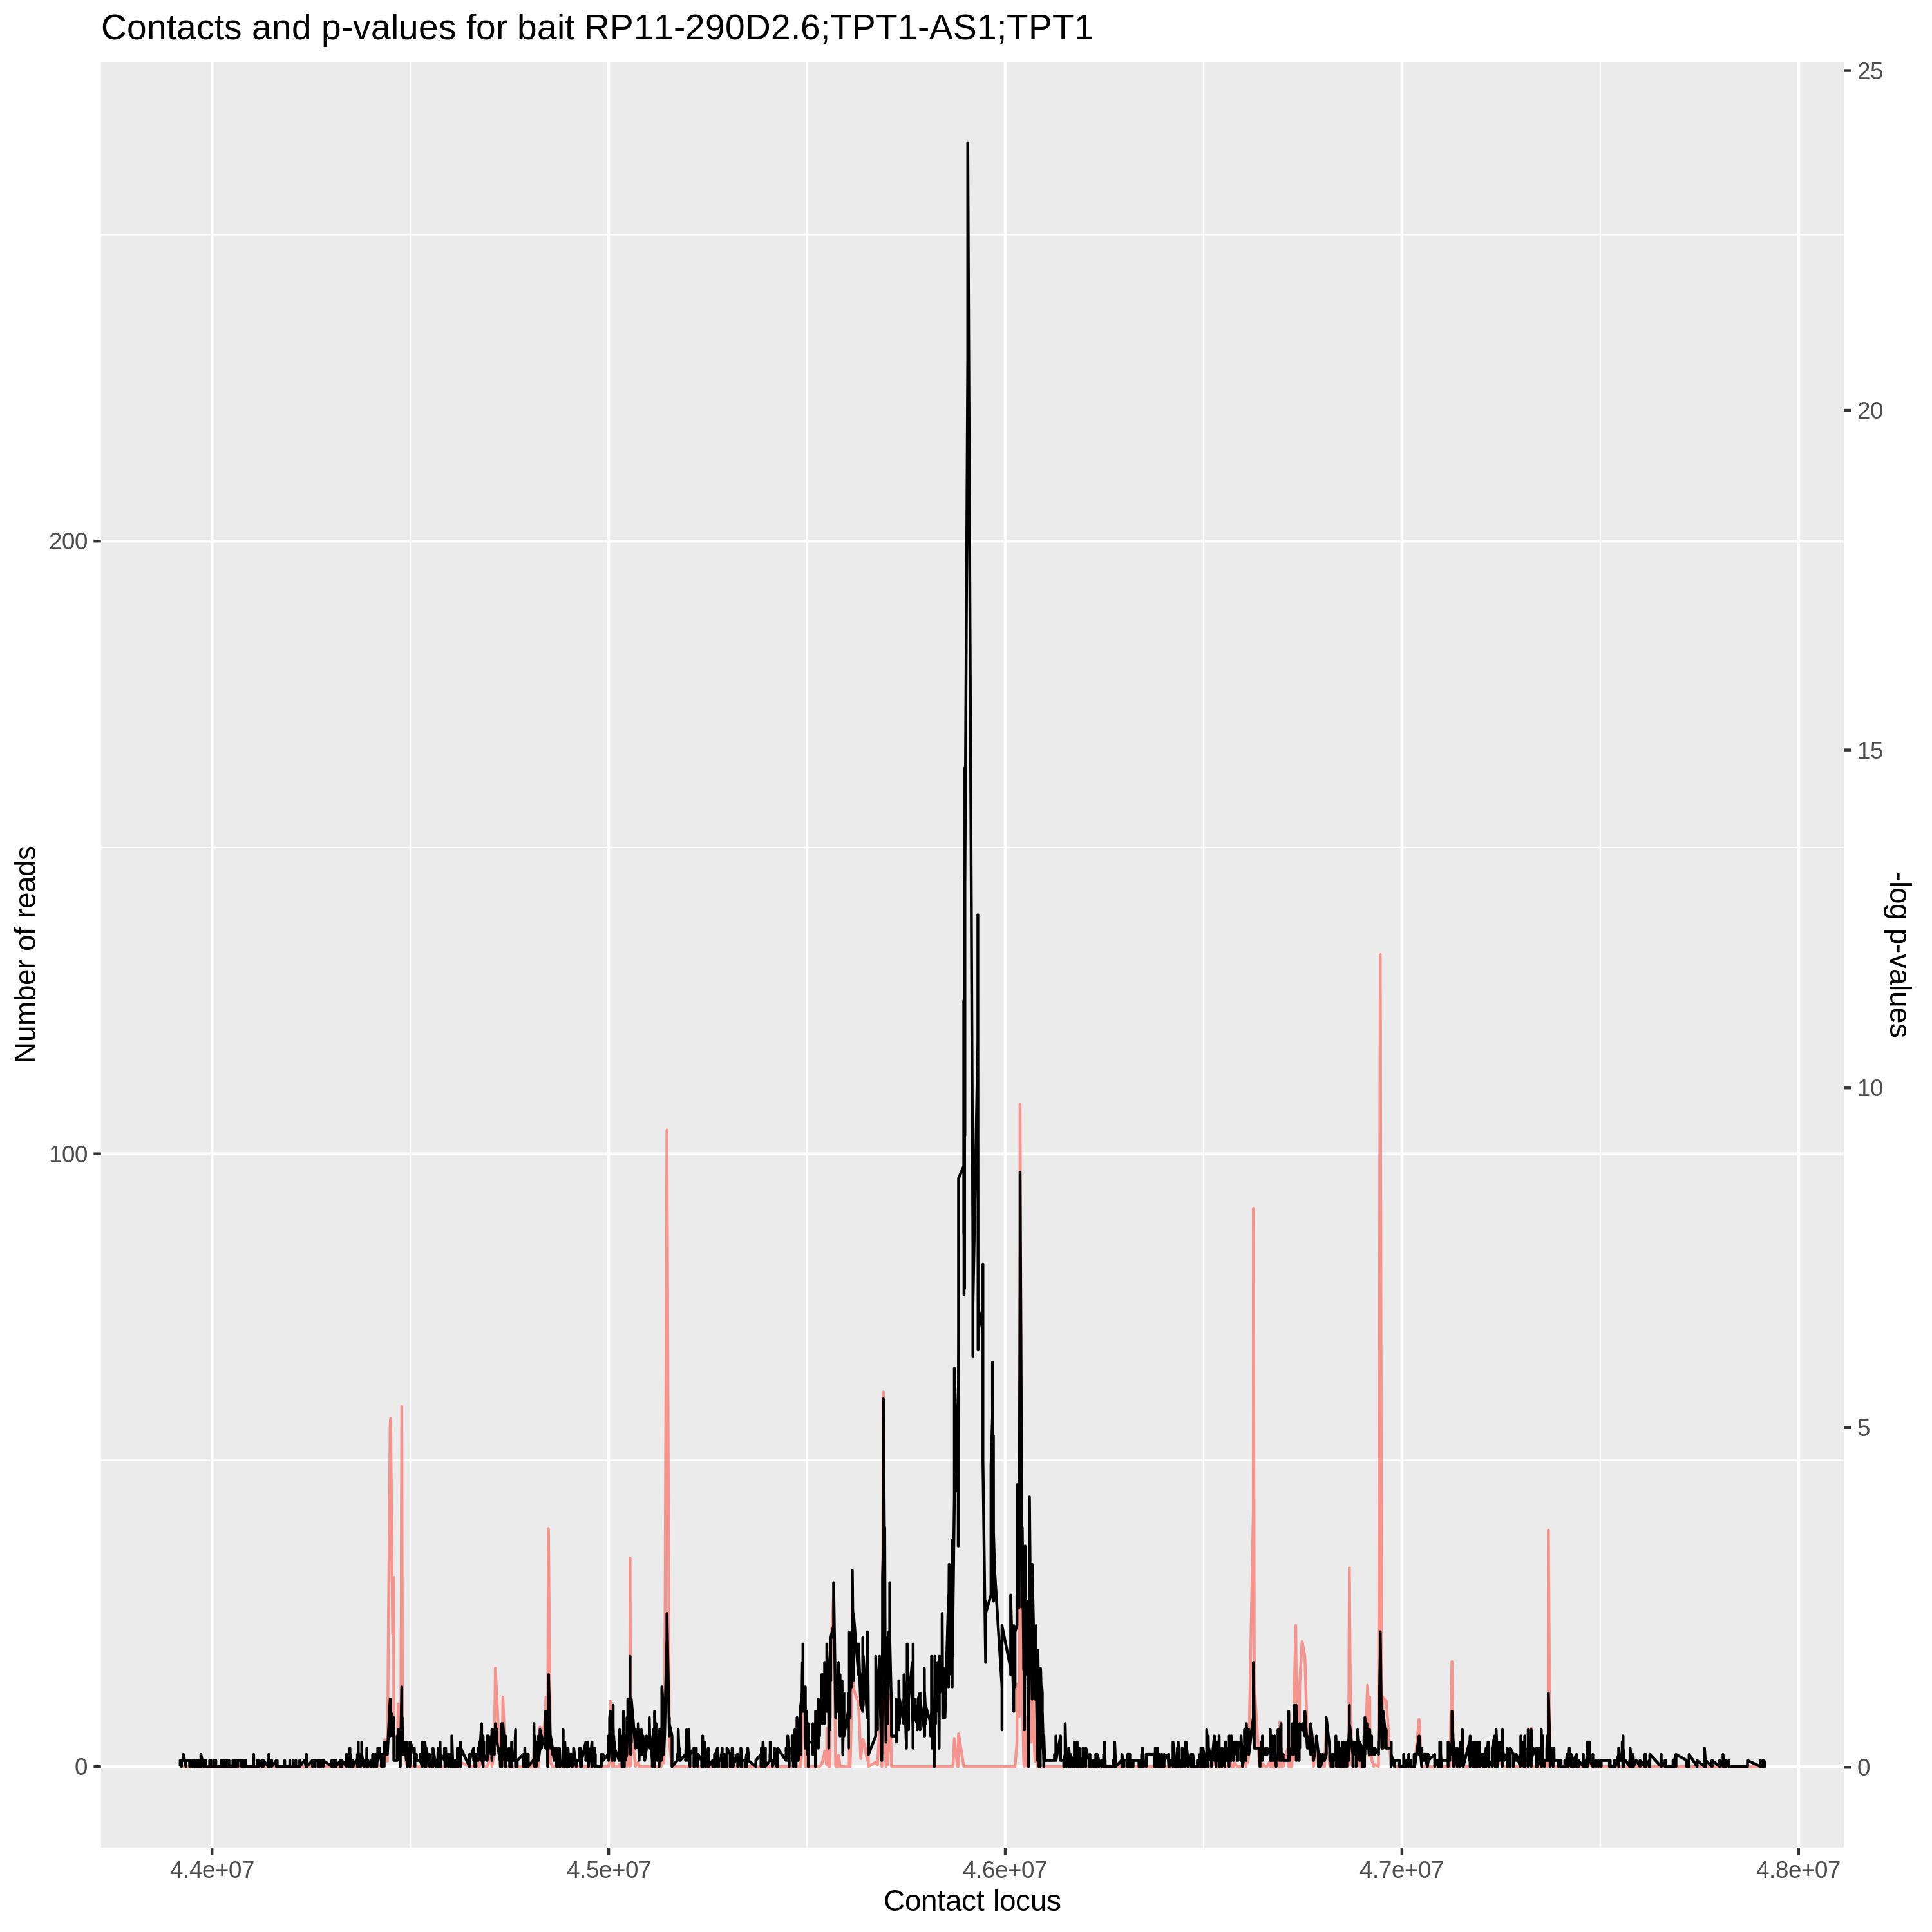 Contacts and p-values for bait RP11-290D2.6;TPT1-AS1;TPT1
25
20
200
15
Number of reads
-log p-values
10
100
5
0
0
4.4e+07
4.5e+07
4.6e+07
4.7e+07
4.8e+07
Contact locus